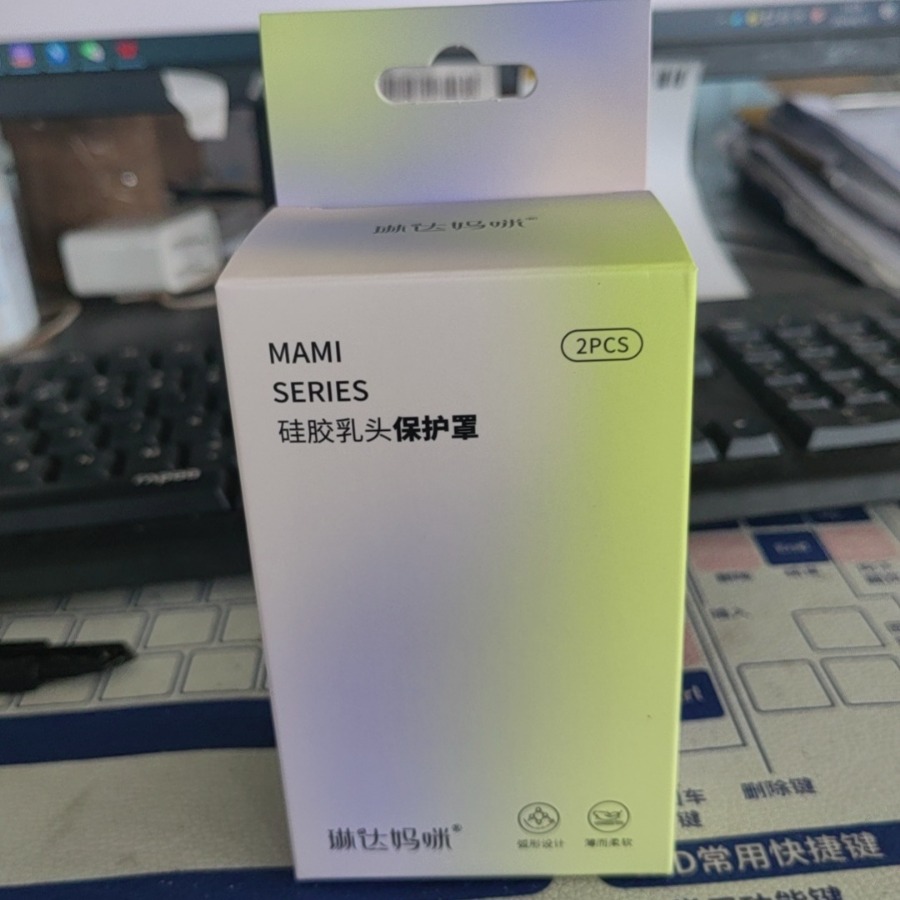 琳达妈咪®
MAMI
SERIES
2PCS
硅胶乳头保护罩
琳达妈咪®
弧形设计
薄而柔软
删除键
常用快捷键